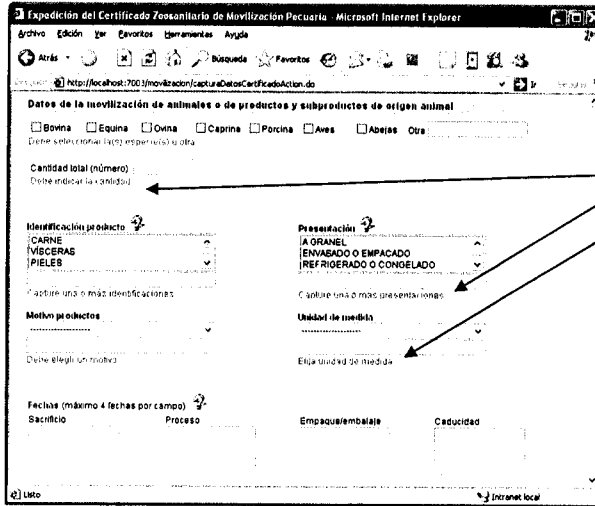 Expedición del Certificado Zoosanitario de Movilización Pecuaria - Microsoft Internet Explorer
Archivo Edición Ver Favoritos Herramientas Ayuda
Atrás Búsqueda Favoritos
http://localhost:7003/movilizacion/capturaDatosCertificadoAction.do Ir
Datos de la movilización de animales o de productos y subproductos de origen animal
Bovina Equina Ovina Caprina Porcina Aves Abejas Otra
Debe seleccionar la(s) especie(s) u otra
Cantidad total (número)
Debe indicar la cantidad
Identificación producto Presentación
CARNE A GRANEL
VISCERAS ENVASADO O EMPACADO
PIELES REFRIGERADO O CONGELADO
Capture una o más identificaciones Capture una o más presentaciones
Motivo productos Unidad de medida
-------------------- --------------------
Debe elegir un motivo Elija unidad de medida
Fechas (máximo 4 fechas por campo)
Sacrificio Proceso Empaque/embalaje Caducidad
Listo Intranet local